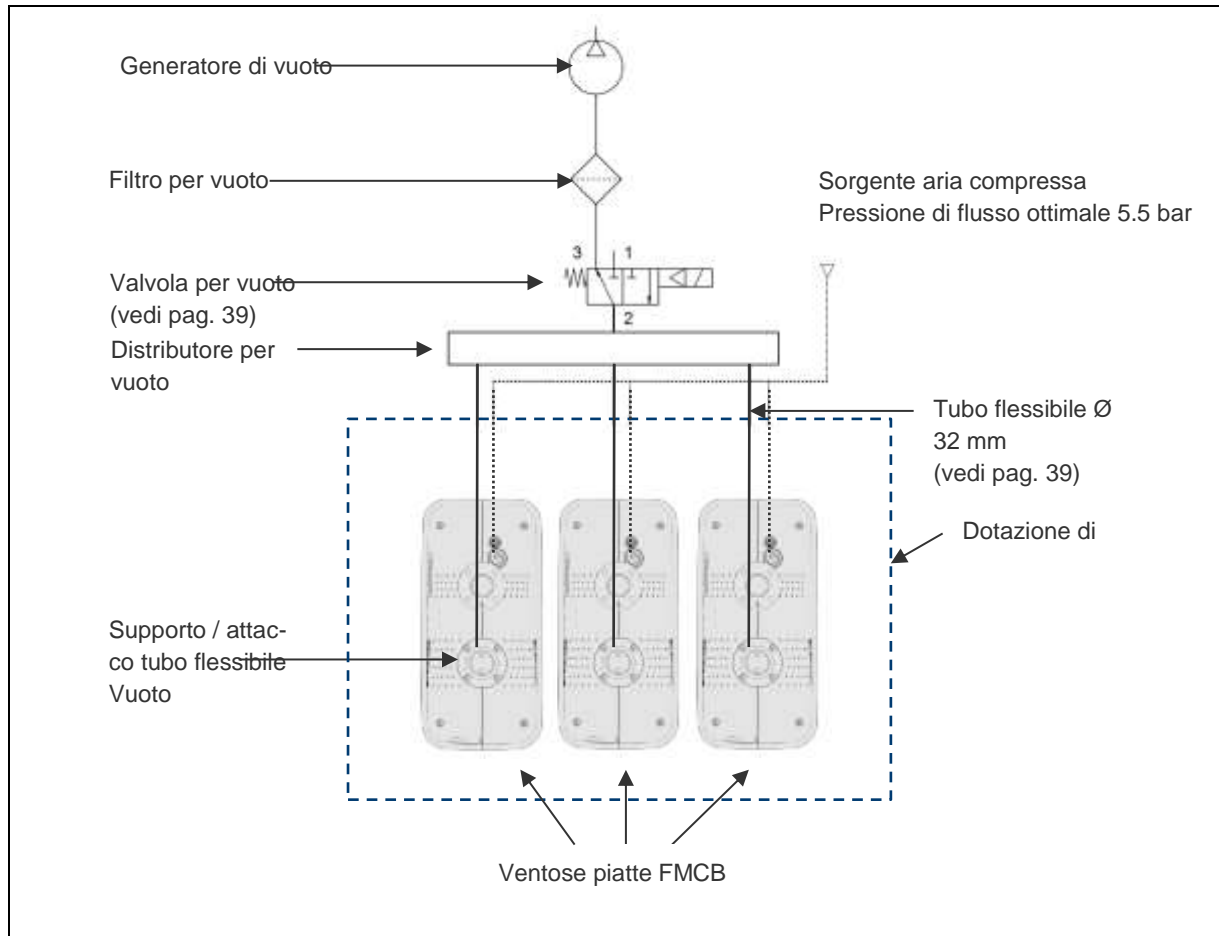 Generatore di vuoto
Filtro per vuoto
Sorgente aria compressa
Pressione di flusso ottimale 5.5 bar
3 1
Valvola per vuoto
(vedi pag. 39)
2
Distributore per
vuoto
Tubo flessibile Ø
32 mm
(vedi pag. 39)
Dotazione di
Supporto / attac-
co tubo flessibile
Vuoto
Ventose piatte FMCB